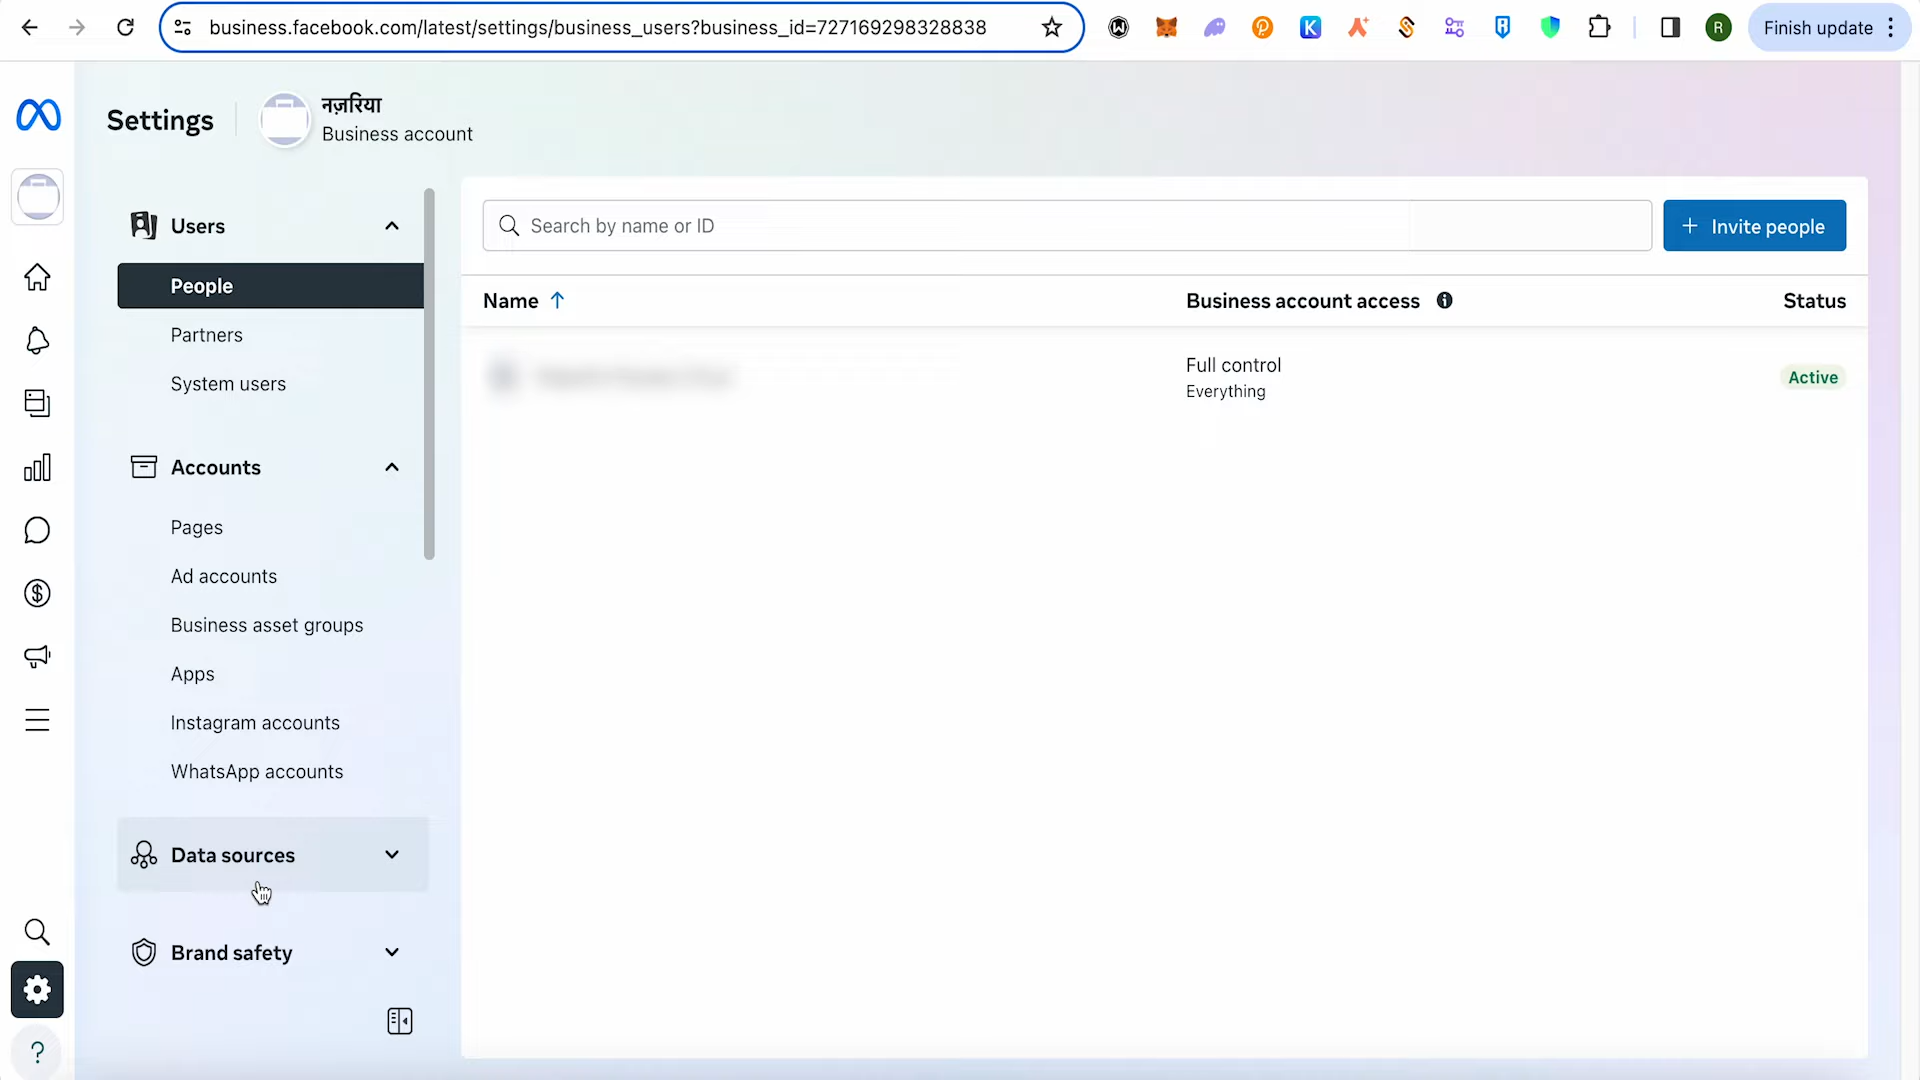 business.facebook.com/latest/settings/business_users?business_id=727169298328838
R
Finish update
Settings
नज़रिया
Business account
Users
People
Partners
System users
Accounts
Pages
Ad accounts
Business asset groups
Apps
Instagram accounts
WhatsApp accounts
Data sources
Brand safety
Search by name or ID
+ Invite people
Name ↑
Business account access
Status
Full control
Everything
Active